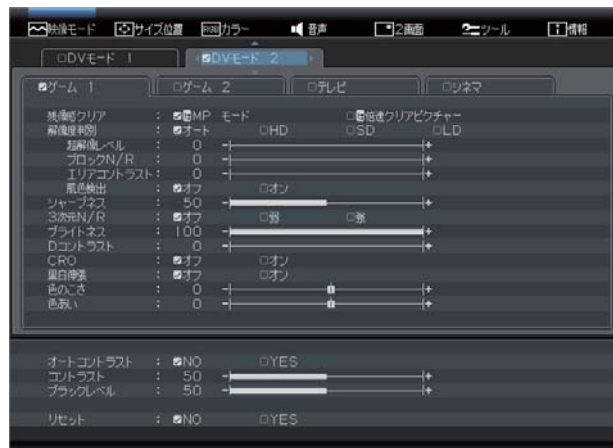 映像モード サイズ位置 RGBカラー 音声 2画面 ツール 情報
DVモード 1 DVモード 2
ゲーム 1 ゲーム 2 テレビ シネマ
残像感クリア : MP モード 倍速クリアピクチャー
解像度判別 : オート HD SD LD
超解像レベル : 0 - +
ブロックN/R : 0 - +
エリアコントラスト : 0 - +
肌色検出 : オフ オン
シャープネス : 50 - +
3次元N/R : オフ 弱 強
ブライトネス : 100 - +
Dコントラスト : 0 - +
CRO : オフ オン
黒白伸張 : オフ オン
色のこさ : 0 - +
色あい : 0 - +
オートコントラスト : NO YES
コントラスト : 50 - +
ブラックレベル : 50 - +
リセット : NO YES